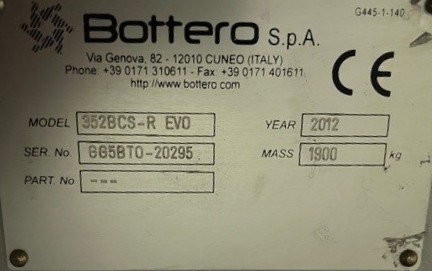 G445-1-140
Bottero S.p.A.
Via Genova, 82 - 12010 CUNEO (ITALY)
Phone: +39 0171 310611 - Fax: +39 0171 401611
http://www.bottero.com
CE
MODEL 352BCS-R EVO YEAR 2012
SER. No. GG5BT0-20295 MASS 1900 kg
PART No ---